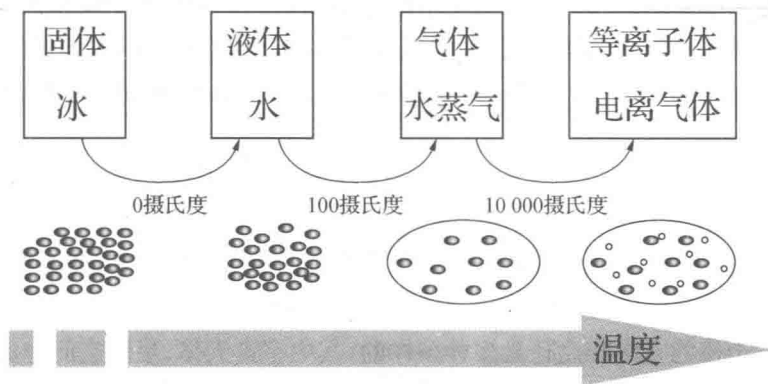 固体
冰
液体
水
气体
水蒸气
等离子体
电离气体
0摄氏度
100摄氏度
10 000摄氏度
温度